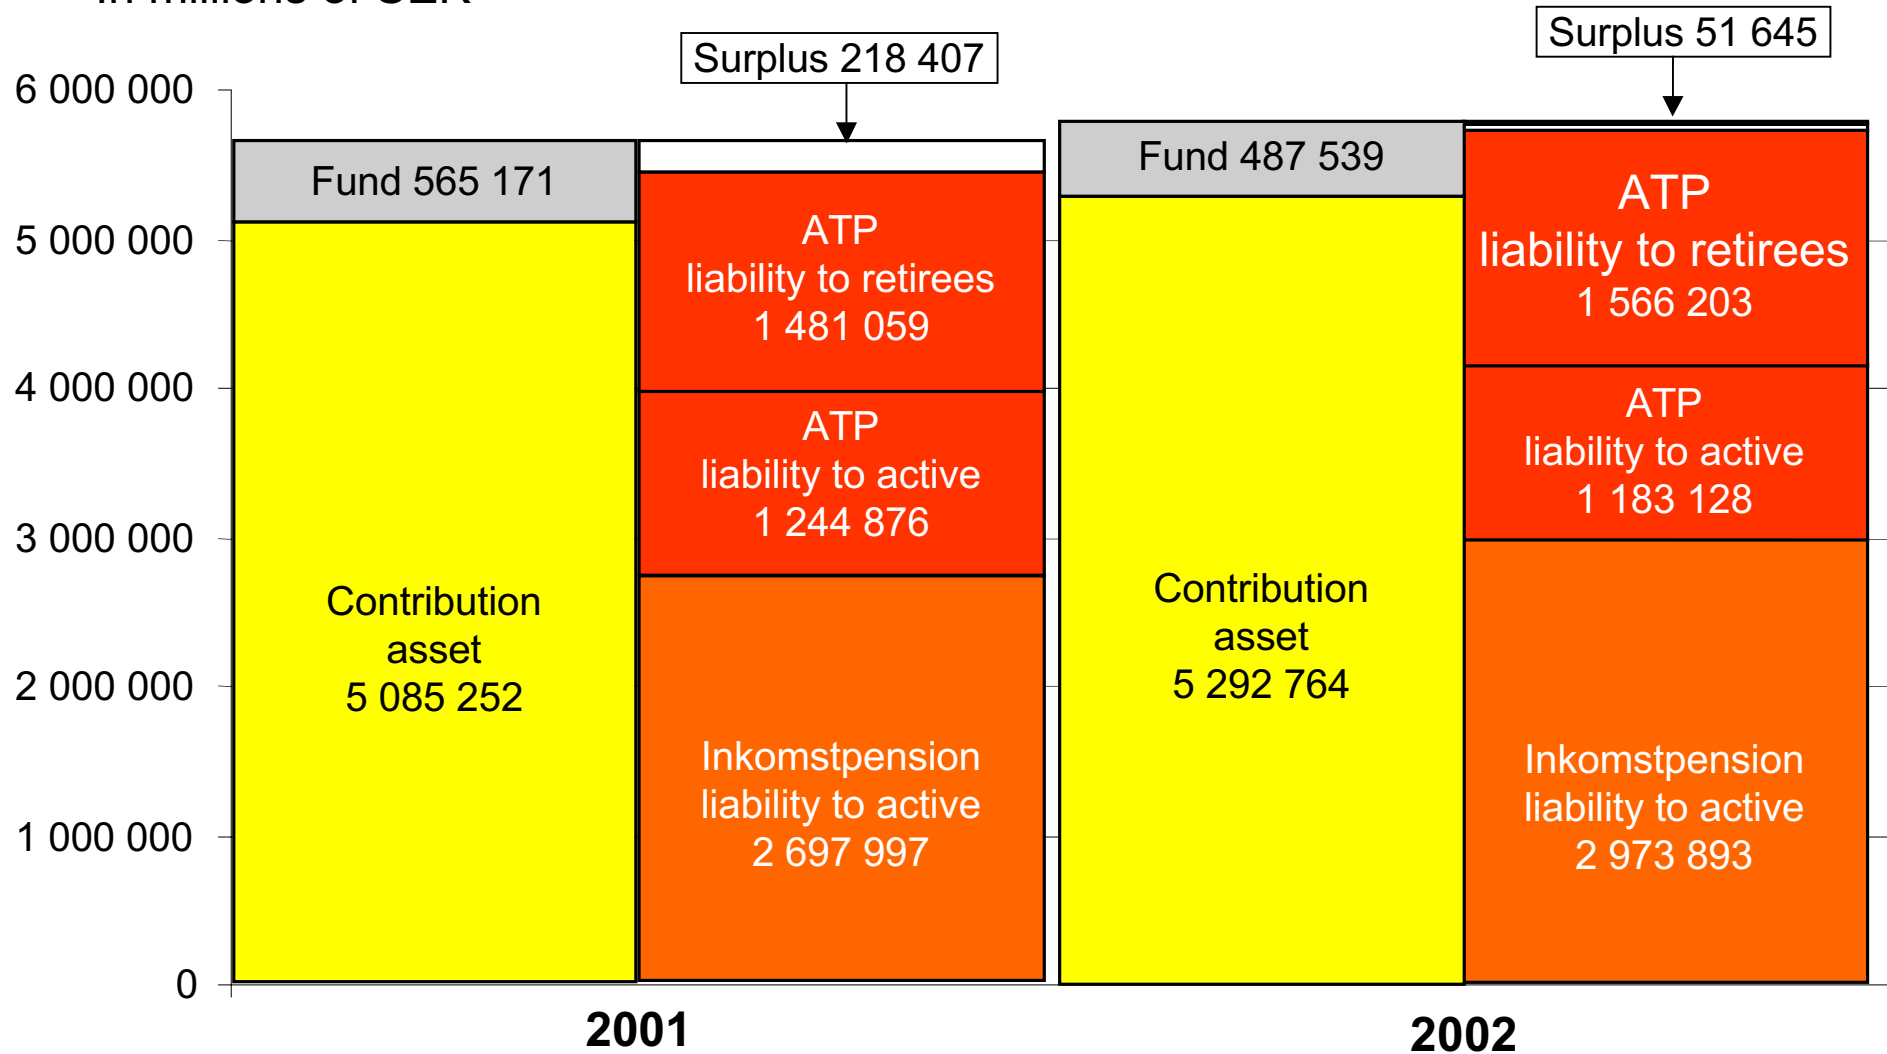 in millions of SEK
Surplus 218 407
Surplus 51 645
6 000 000
5 000 000
4 000 000
3 000 000
2 000 000
1 000 000
0
Fund 565 171
Contribution
asset
5 085 252
ATP
liability to retirees
1 481 059
ATP
liability to active
1 244 876
Inkomstpension
liability to active
2 697 997
Fund 487 539
Contribution
asset
5 292 764
ATP
liability to retirees
1 566 203
ATP
liability to active
1 183 128
Inkomstpension
liability to active
2 973 893
2001
2002